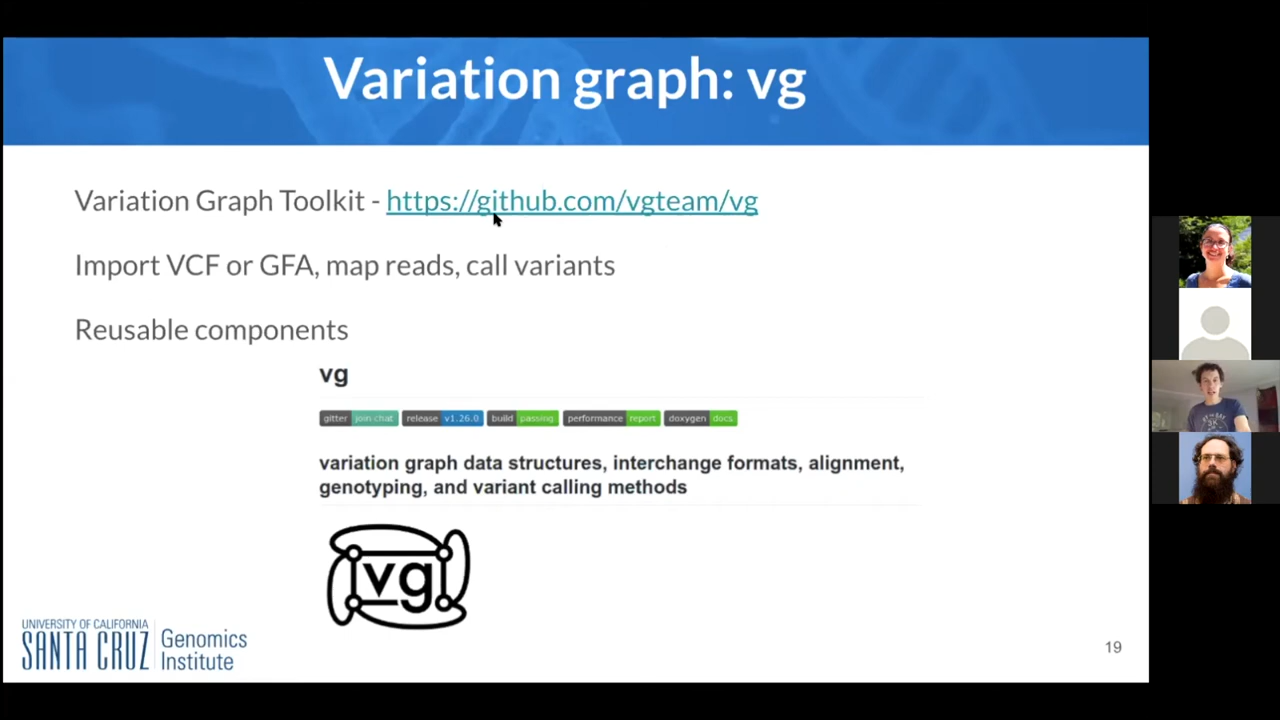 Variation graph: vg
Variation Graph Toolkit - https://github.com/vgteam/vg
Import VCF or GFA, map reads, call variants
Reusable components
vg
gitter join chat release v1.26.0 build passing performance report doxygen docs
variation graph data structures, interchange formats, alignment,
genotyping, and variant calling methods
vg
UNIVERSITY OF CALIFORNIA
SANTA CRUZ
Genomics
Institute
19